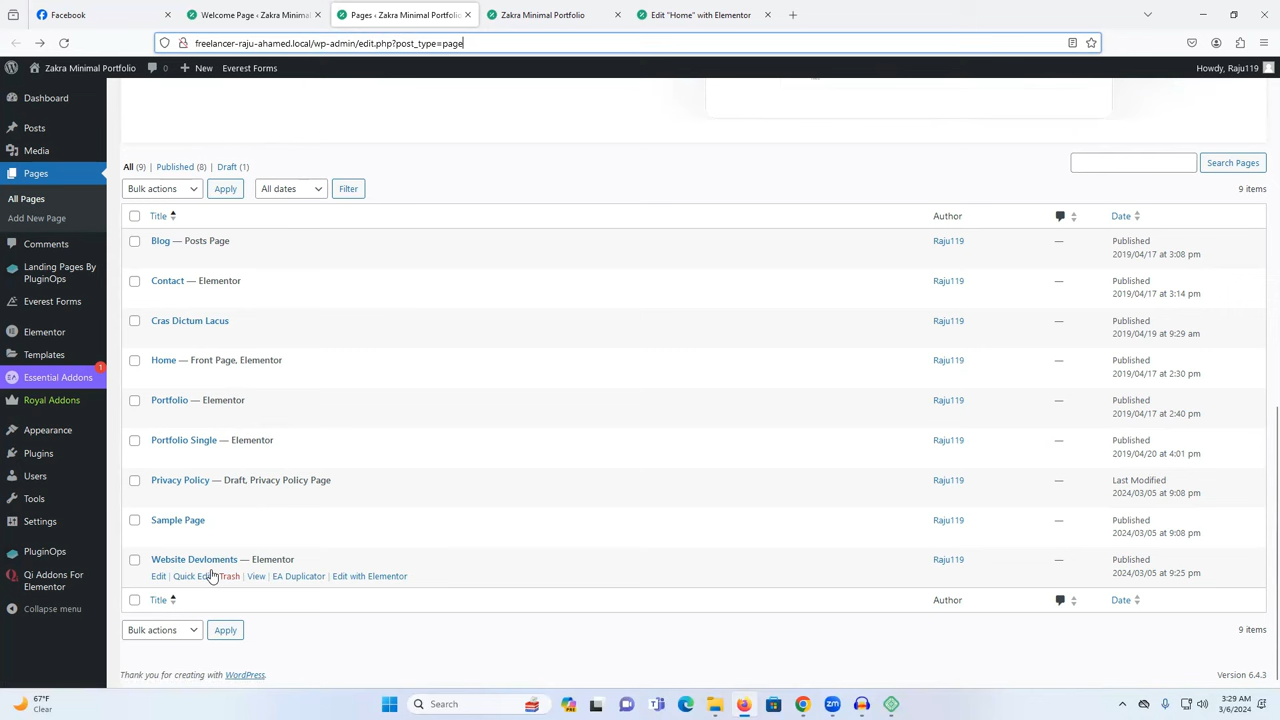 Facebook
Welcome Page ‹ Zakra Minimal
Pages ‹ Zakra Minimal Portfolio
Zakra Minimal Portfolio
Edit "Home" with Elementor
freelancer-raju-ahamed.local/wp-admin/edit.php?post_type=page
Zakra Minimal Portfolio
0
New
Everest Forms
Howdy, Raju119
Dashboard
Posts
Media
Pages
All Pages
Add New Page
Comments
Landing Pages By
PluginOps
Everest Forms
Elementor
Templates
1
Essential Addons
Royal Addons
Appearance
Plugins
Users
Tools
Settings
PluginOps
Qi Addons For
Elementor
Collapse menu
All (9) | Published (8) | Draft (1)
Search Pages
Bulk actions
Apply
All dates
Filter
9 items
Title
Author
Date
Blog — Posts Page
Raju119
—
Published
2019/04/17 at 3:08 pm
Contact — Elementor
Raju119
—
Published
2019/04/17 at 3:14 pm
Cras Dictum Lacus
Raju119
—
Published
2019/04/19 at 9:29 am
Home — Front Page, Elementor
Raju119
—
Published
2019/04/17 at 2:30 pm
Portfolio — Elementor
Raju119
—
Published
2019/04/17 at 2:40 pm
Portfolio Single — Elementor
Raju119
—
Published
2019/04/20 at 4:01 pm
Privacy Policy — Draft, Privacy Policy Page
Raju119
—
Last Modified
2024/03/05 at 9:08 pm
Sample Page
Raju119
—
Published
2024/03/05 at 9:08 pm
Website Devloments — Elementor
Raju119
—
Published
2024/03/05 at 9:25 pm
Edit | Quick Edit | Trash | View | EA Duplicator | Edit with Elementor
Title
Author
Date
Bulk actions
Apply
9 items
Thank you for creating with WordPress.
Version 6.4.3
67°F
Clear
Search
3:29 AM
3/6/2024